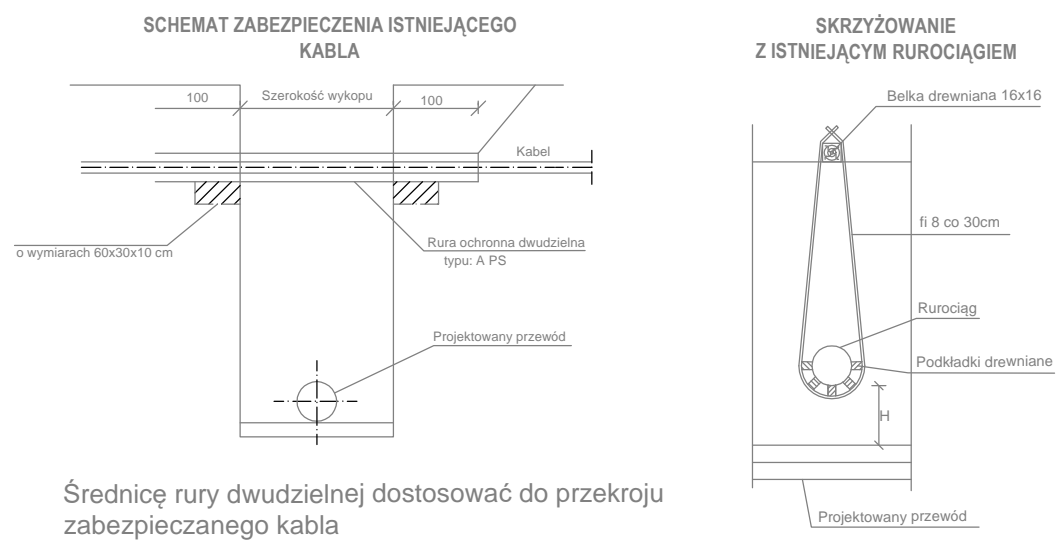 SCHEMAT ZABEZPIECZENIA ISTNIEJĄCEGO
KABLA
100
Szerokość wykopu
100
Kabel
o wymiarach 60x30x10 cm
Rura ochronna dwudzielna
typu: A PS
Projektowany przewód
Średnicę rury dwudzielnej dostosować do przekroju
zabezpieczanego kabla
SKRZYŻOWANIE
Z ISTNIEJĄCYM RUROCIĄGIEM
Belka drewniana 16x16
fi 8 co 30cm
Rurociąg
Podkładki drewniane
H
Projektowany przewód